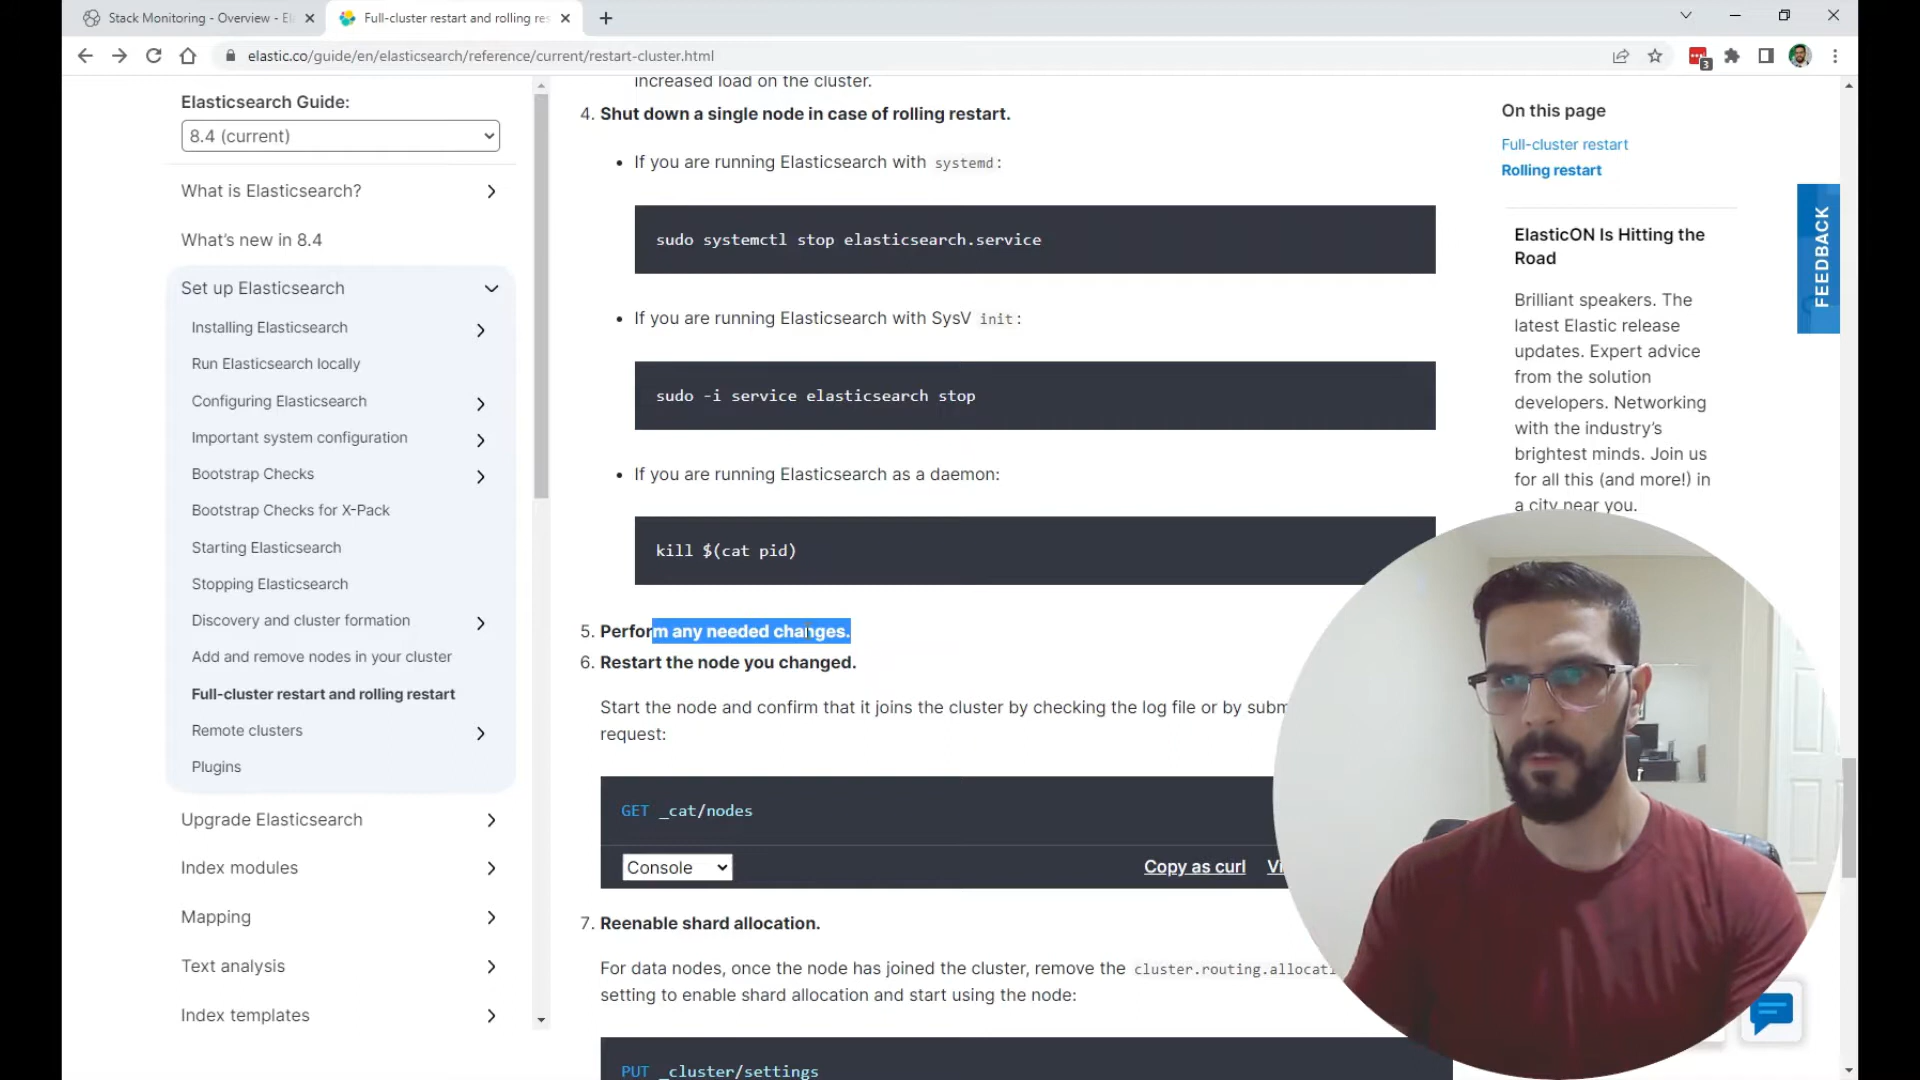 Stack Monitoring - Overview - El
Full-cluster restart and rolling res
elastic.co/guide/en/elasticsearch/reference/current/restart-cluster.html
3
Elasticsearch Guide:
8.4 (current)
What is Elasticsearch?
What's new in 8.4
Set up Elasticsearch
Installing Elasticsearch
Run Elasticsearch locally
Configuring Elasticsearch
Important system configuration
Bootstrap Checks
Bootstrap Checks for X-Pack
Starting Elasticsearch
Stopping Elasticsearch
Discovery and cluster formation
Add and remove nodes in your cluster
Full-cluster restart and rolling restart
Remote clusters
Plugins
Upgrade Elasticsearch
Index modules
Mapping
Text analysis
Index templates
increased load on the cluster.
4. Shut down a single node in case of rolling restart.
• If you are running Elasticsearch with systemd:
sudo systemctl stop elasticsearch.service
• If you are running Elasticsearch with SysV init:
sudo -i service elasticsearch stop
• If you are running Elasticsearch as a daemon:
kill $(cat pid)
5. Perform any needed changes.
6. Restart the node you changed.
Start the node and confirm that it joins the cluster by checking the log file or by subm
request:
GET _cat/nodes
Console
Copy as curl
Vi
7. Reenable shard allocation.
For data nodes, once the node has joined the cluster, remove the cluster.routing.allocati
setting to enable shard allocation and start using the node:
PUT _cluster/settings
On this page
Full-cluster restart
Rolling restart
ElasticON Is Hitting the
Road
Brilliant speakers. The
latest Elastic release
updates. Expert advice
from the solution
developers. Networking
with the industry's
brightest minds. Join us
for all this (and more!) in
a city near you.
FEEDBACK